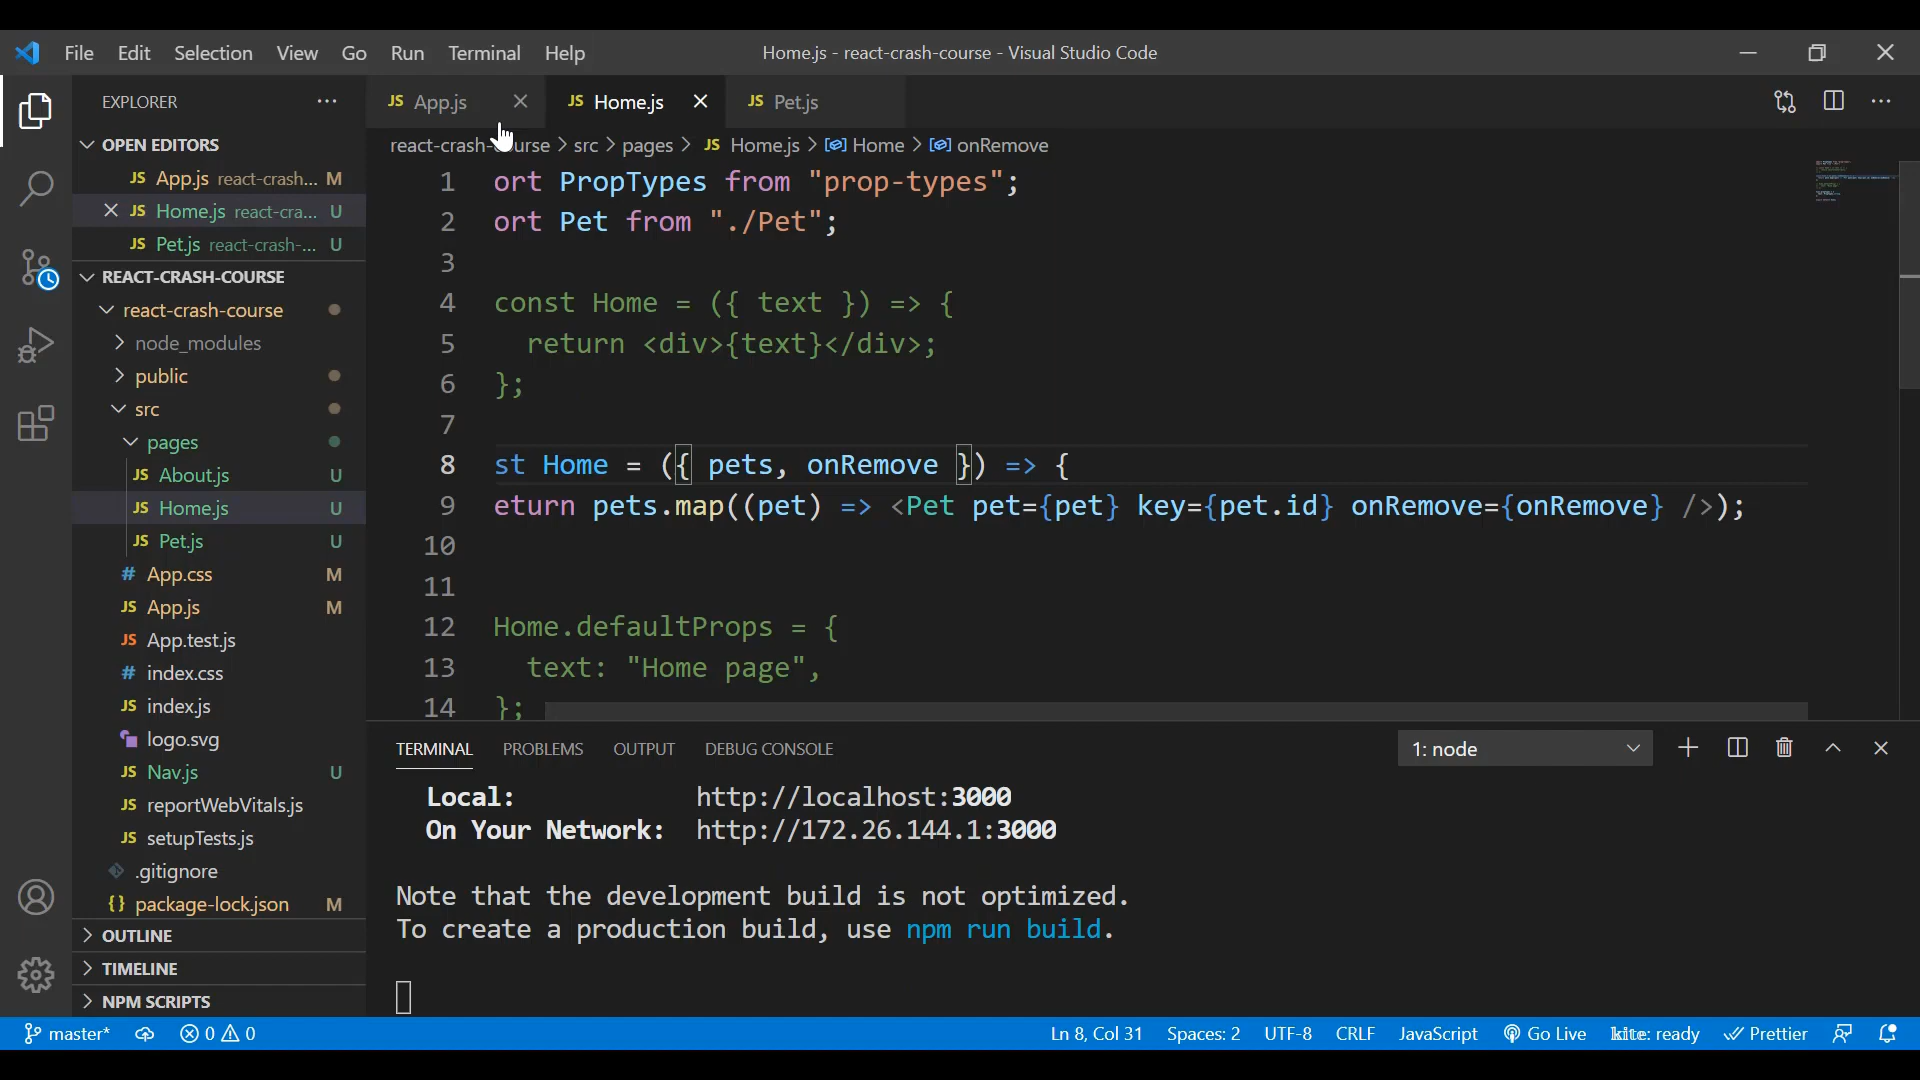 File Edit Selection View Go Run Terminal Help
Home.js - react-crash-course - Visual Studio Code
EXPLORER
OPEN EDITORS
JS App.js react-crash... M
JS Home.js react-cra... U
JS Pet.js react-crash-... U
REACT-CRASH-COURSE
react-crash-course
node_modules
public
src
pages
JS About.js U
JS Home.js U
JS Pet.js U
# App.css M
JS App.js M
JS App.test.js
# index.css
JS index.js
logo.svg
JS Nav.js U
JS reportWebVitals.js
JS setupTests.js
.gitignore
{} package-lock.json M
OUTLINE
TIMELINE
NPM SCRIPTS
JS App.js JS Home.js JS Pet.js
react-crash-course > src > pages > JS Home.js > Home > onRemove
1 ort PropTypes from "prop-types";
2 ort Pet from "./Pet";
3
4 const Home = ({ text }) => {
5 return <div>{text}</div>;
6 };
7
8 st Home = ({ pets, onRemove }) => {
9 eturn pets.map((pet) => <Pet pet={pet} key={pet.id} onRemove={onRemove} />);
10
11
12 Home.defaultProps = {
13 text: "Home page",
14 };
TERMINAL PROBLEMS OUTPUT DEBUG CONSOLE
1: node
Local: http://localhost:3000
On Your Network: http://172.26.144.1:3000
Note that the development build is not optimized.
To create a production build, use npm run build.
master* 0 0 Ln 8, Col 31 Spaces: 2 UTF-8 CRLF JavaScript Go Live kite: ready Prettier